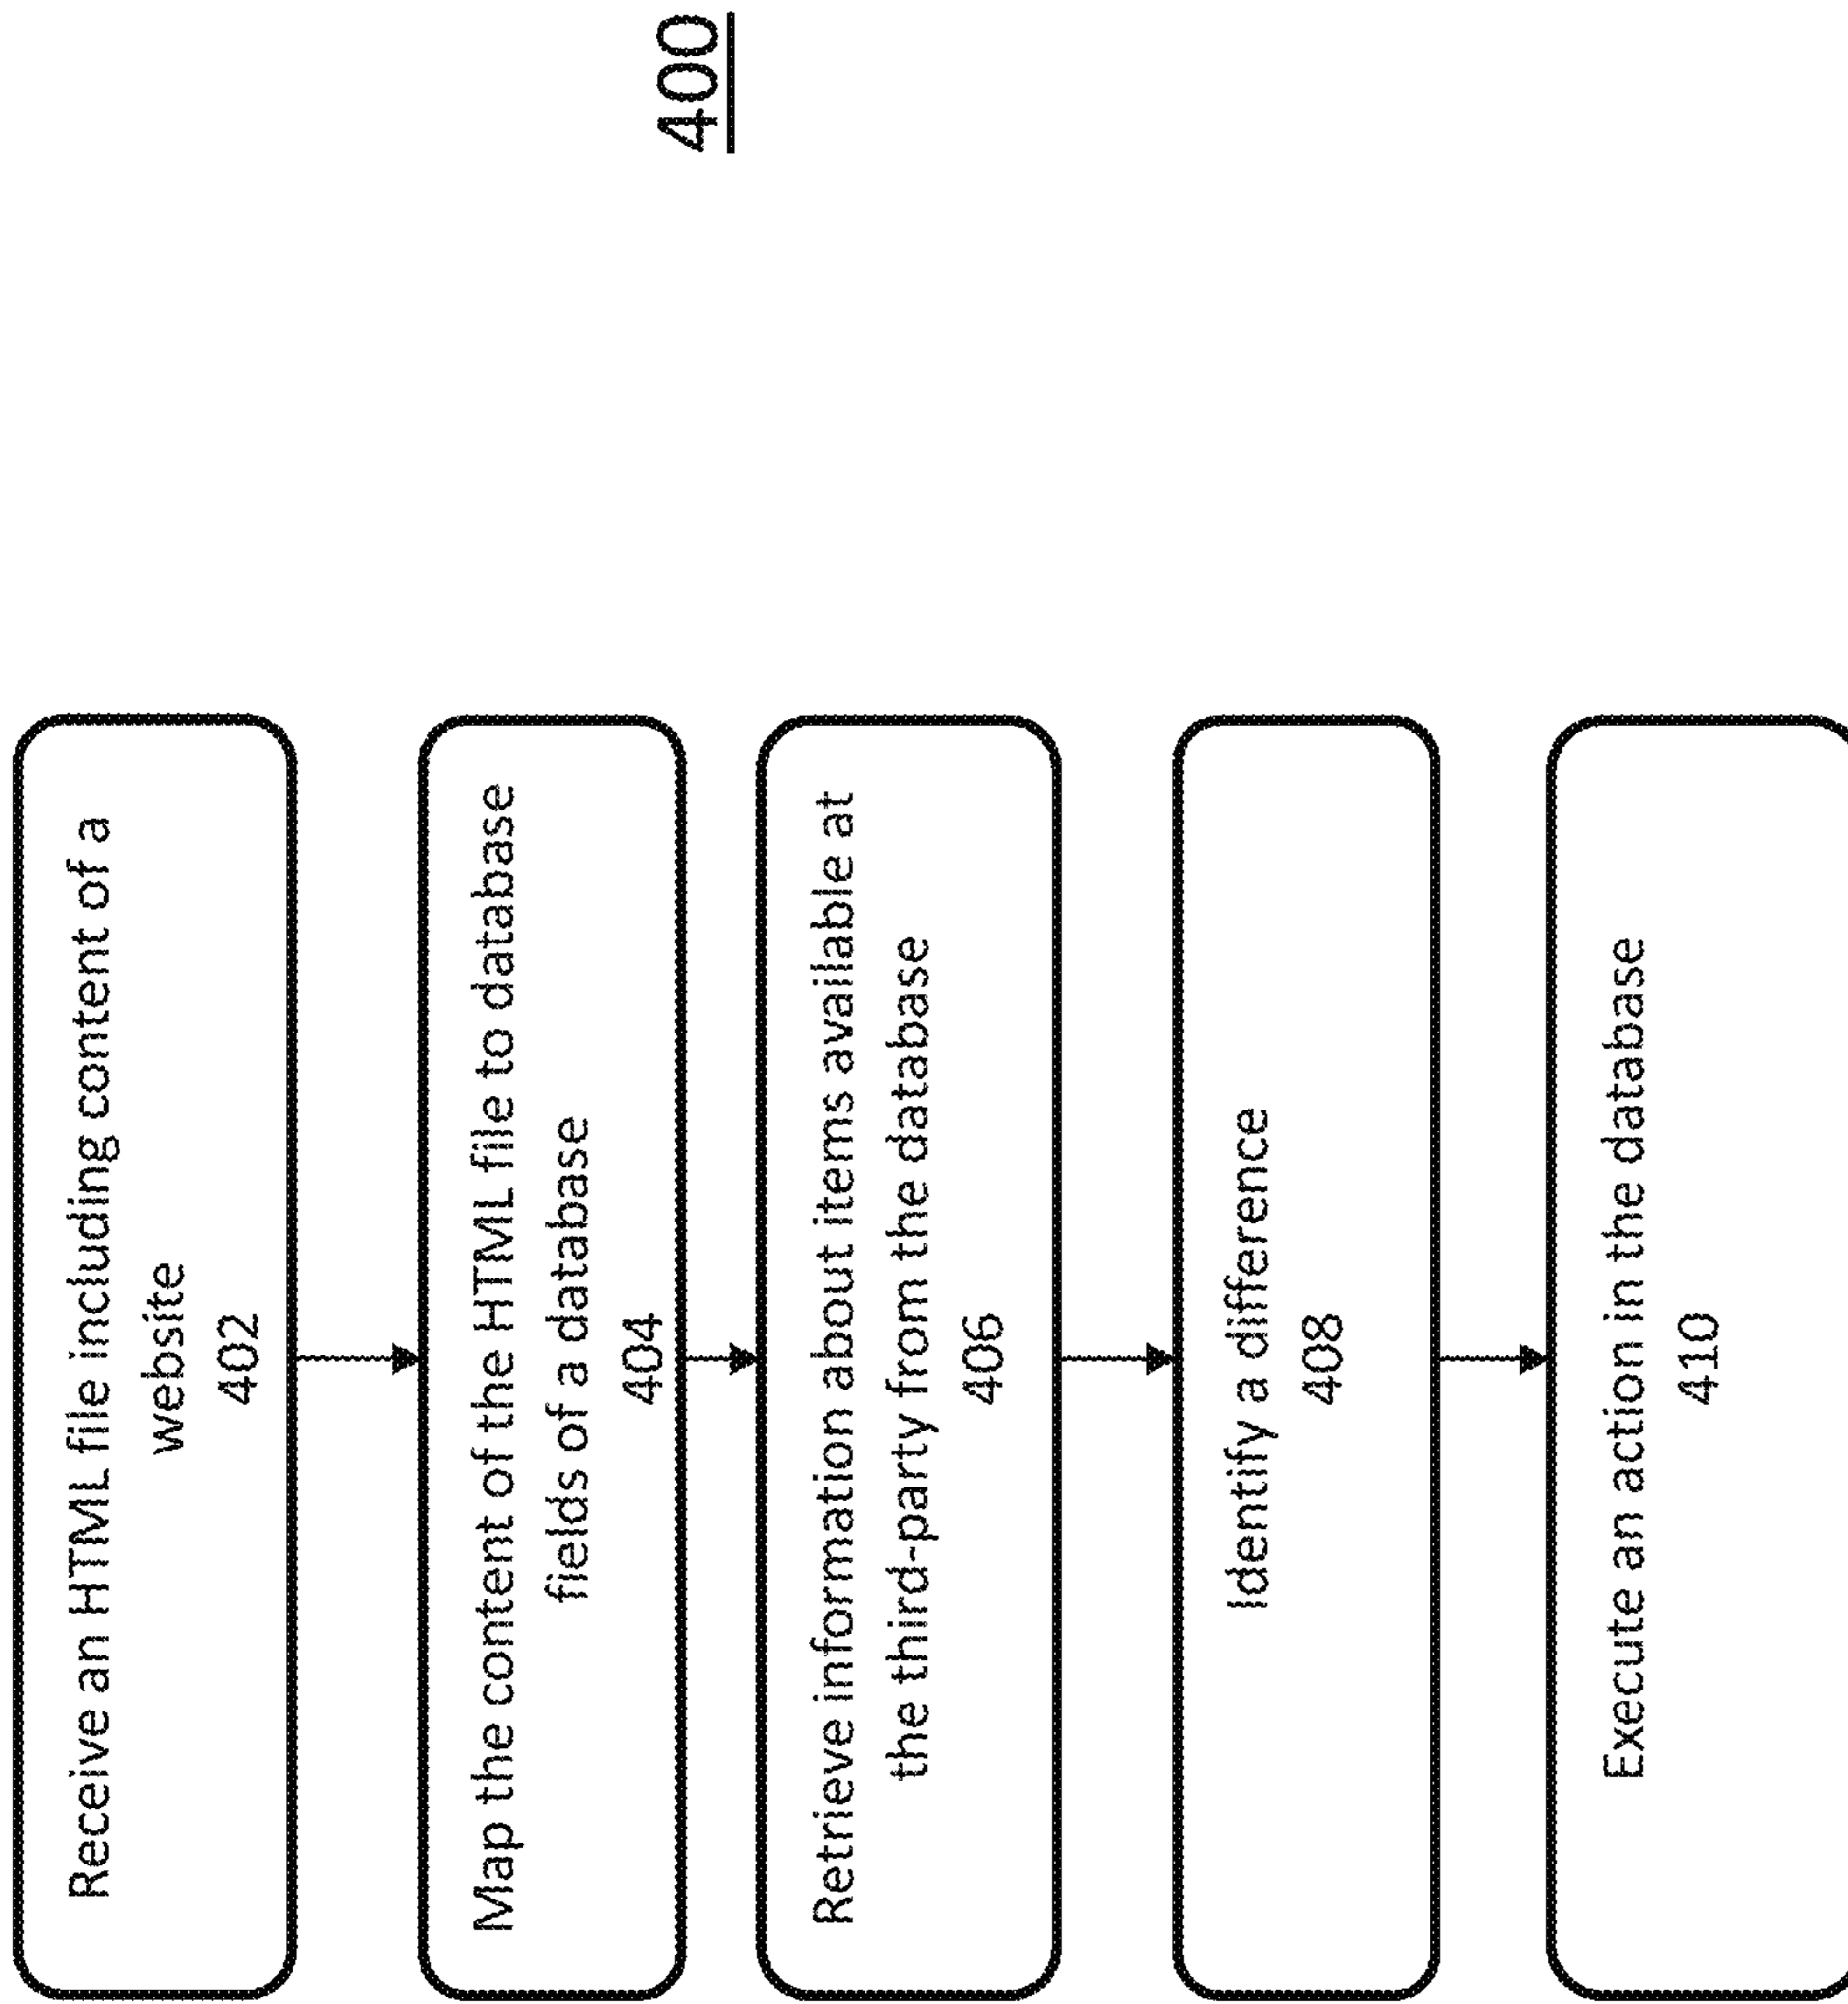 400
Receive an HTML file including content of a
website
402
Map the content of the HTML file to database
fields of a database
404
Retrieve information about items available at
the third-party from the database
406
Identify a difference
408
Execute an action in the database
410